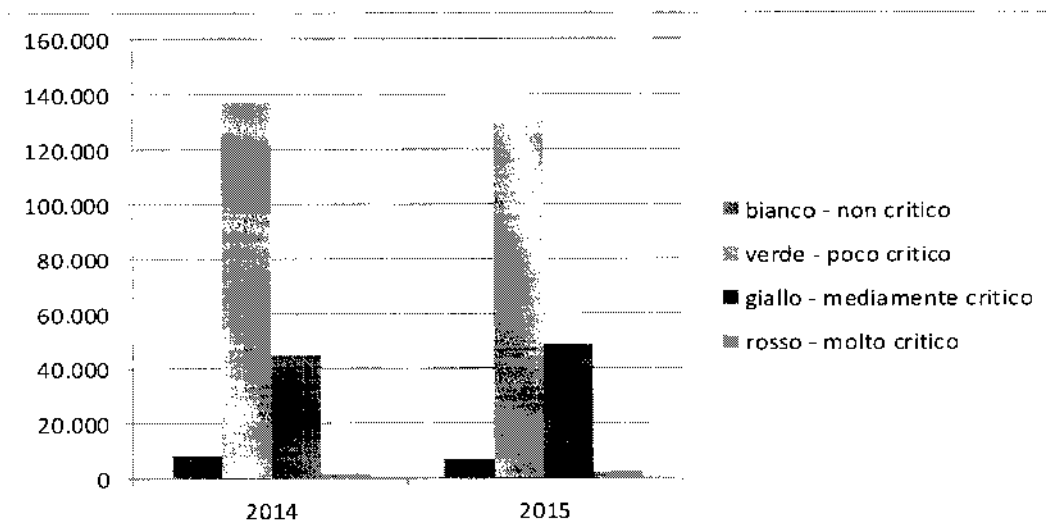 160.000
140.000
120.000
100.000
80.000
60.000
40.000
20.000
0
2014
2015
bianco - non critico
verde - poco critico
giallo - mediamente critico
rosso - molto critico